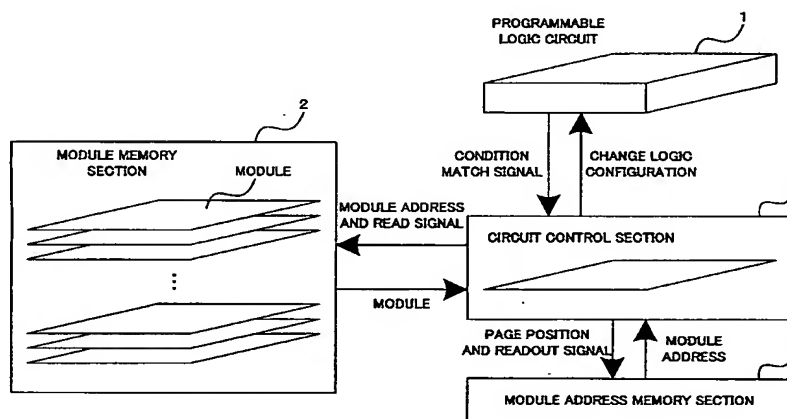 PROGRAMMABLE
LOGIC CIRCUIT
1
2
MODULE MEMORY
SECTION
MODULE
CONDITION
MATCH SIGNAL
CHANGE LOGIC
CONFIGURATION
MODULE ADDRESS
AND READ SIGNAL
CIRCUIT CONTROL SECTION
MODULE
PAGE POSITION
AND READOUT SIGNAL
MODULE
ADDRESS
MODULE ADDRESS MEMORY SECTION